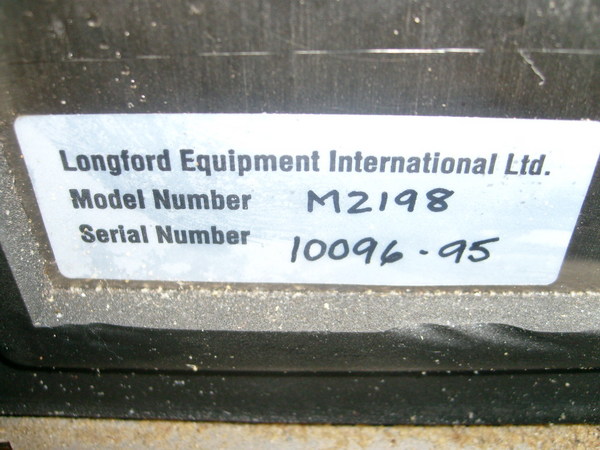 Longford Equipment International Ltd.
Model Number M2198
Serial Number 10096-95